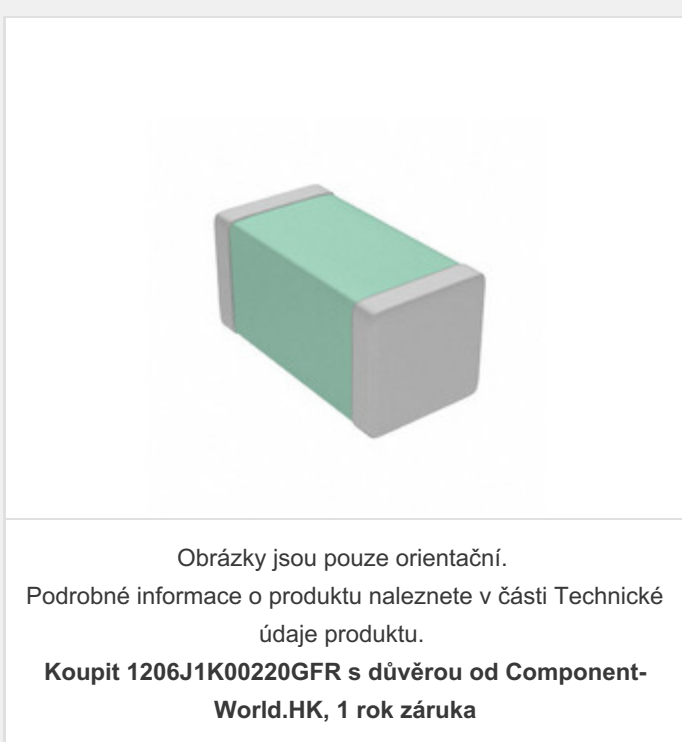 Obrázky jsou pouze orientační.
Podrobné informace o produktu naleznete v části Technické
údaje produktu.
Koupit 1206J1K00220GFR s důvěrou od Component-
World.HK, 1 rok záruka